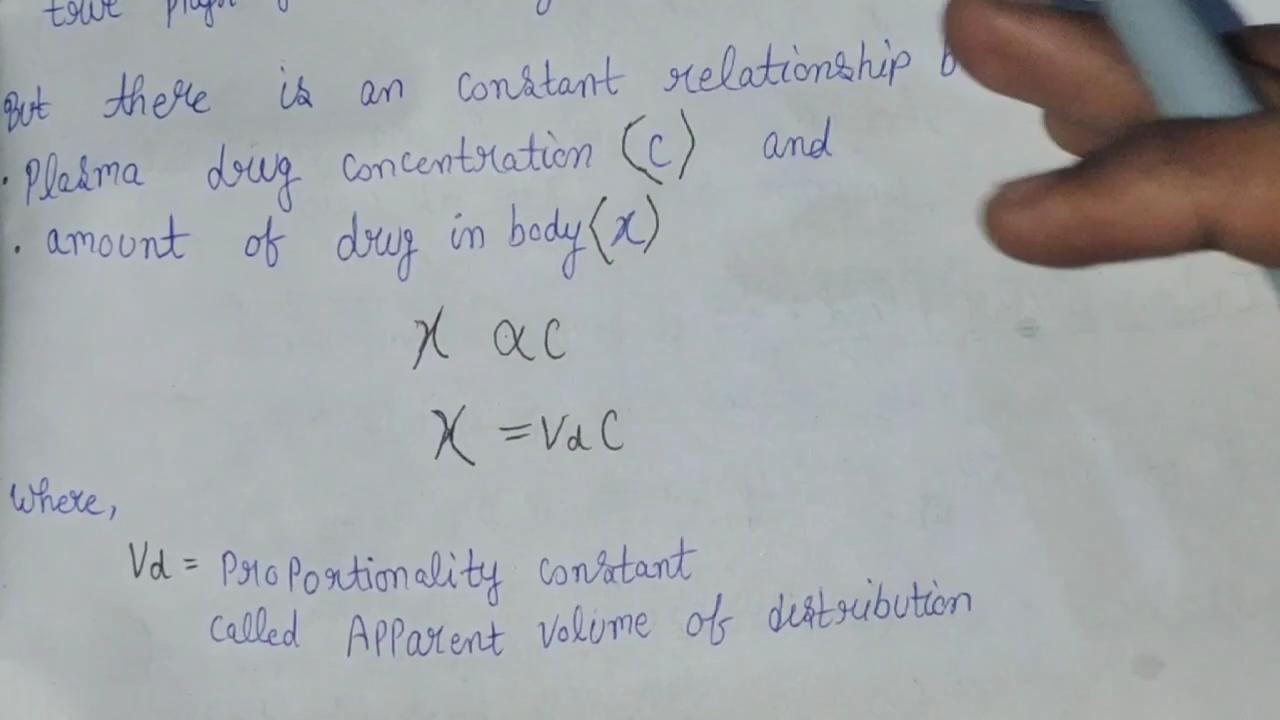 true
But there is an constant relationship
. Plasma drug concentration (c) and
. amount of drug in body (x)
X ∝ C
X = Vd C
Where,
Vd = Proportionality constant
called Apparent volume of distribution